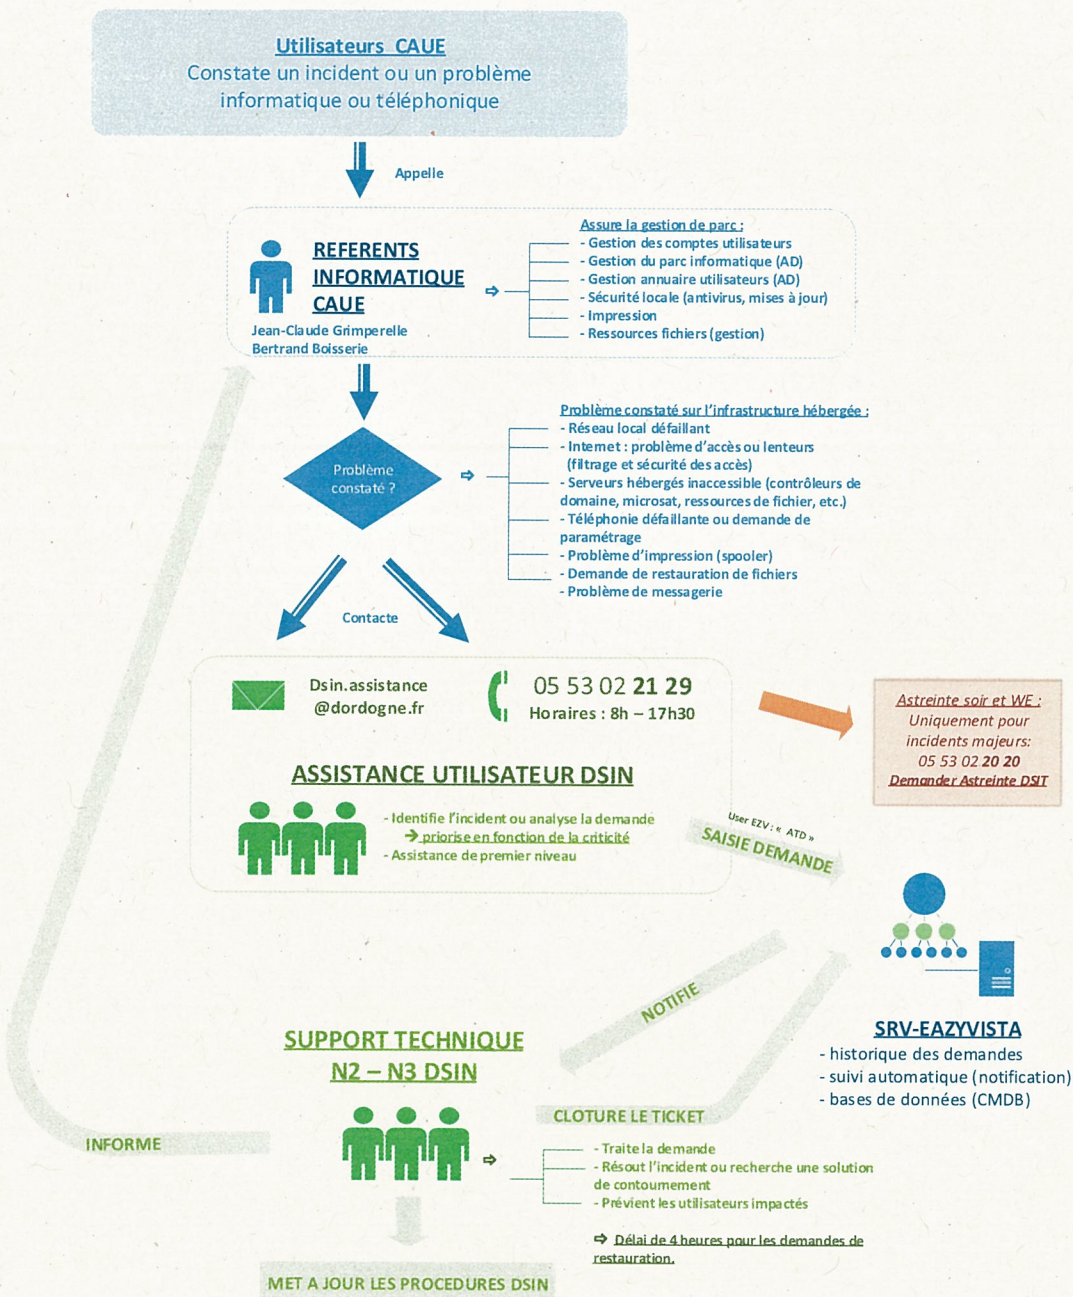 Utilisateurs CAUE
Constate un incident ou un problème
informatique ou téléphonique
Appelle
REFERENTS
INFORMATIQUE
CAUE
Jean-Claude Grimperelle
Bertrand Boisserie
Assure la gestion de parc :
- Gestion des comptes utilisateurs
- Gestion du parc informatique (AD)
- Gestion annuaire utilisateurs (AD)
- Sécurité locale (antivirus, mises à jour)
- Impression
- Ressources fichiers (gestion)
Problème
constaté ?
Problème constaté sur l'infrastructure hébergée :
- Réseau local défaillant
- Internet : problème d'accès ou lenteurs
(filtrage et sécurité des accès)
- Serveurs hébergés inaccessible (contrôleurs de
domaine, microsat, ressources de fichier, etc.)
- Téléphonie défaillante ou demande de
paramétrage
- Problème d'impression (spooler)
- Demande de restauration de fichiers
- Problème de messagerie
Contacte
Dsin.assistance
@dordogne.fr
05 53 02 21 29
Horaires : 8h – 17h30
Astreinte soir et WE :
Uniquement pour
incidents majeurs:
05 53 02 20 20
Demander Astreinte DSIT
ASSISTANCE UTILISATEUR DSIN
- Identifie l'incident ou analyse la demande
→ priorise en fonction de la criticité
- Assistance de premier niveau
User EZV : « ATD »
SAISIE DEMANDE
NOTIFIE
SRV-EAZYVISTA
- historique des demandes
- suivi automatique (notification)
- bases de données (CMDB)
SUPPORT TECHNIQUE
N2 – N3 DSIN
CLOTURE LE TICKET
INFORME
- Traite la demande
- Résout l'incident ou recherche une solution
de contournement
- Prévient les utilisateurs impactés
⇨ Délai de 4 heures pour les demandes de
restauration.
MET A JOUR LES PROCEDURES DSIN